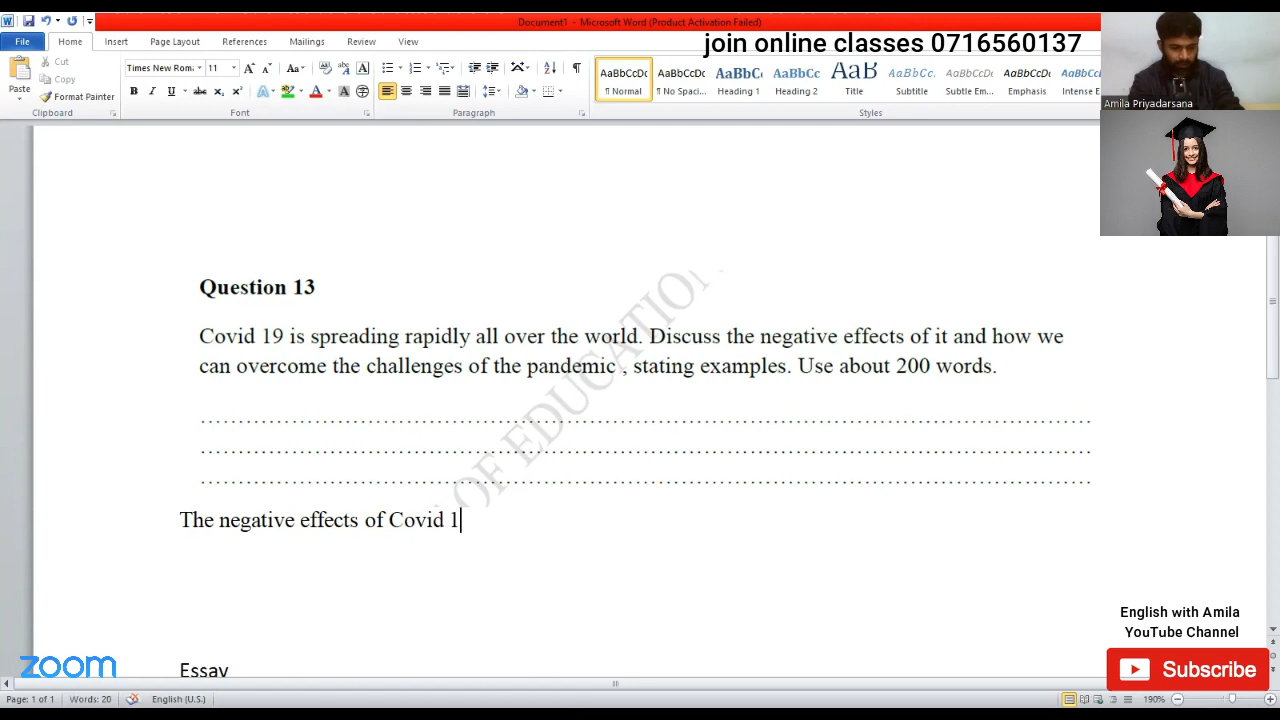 Document1 - Microsoft Word (Product Activation Failed)
File Home Insert Page Layout References Mailings Review View
join online classes 0716560137
Paste
Cut
Copy
Format Painter
Times New Rom 11
AaBbCcDc AaBbCcDc AaBbC AaBbCc AaB AaBbCc. AaBbCcDc AaBbCcDc AaBbCcDc
¶ Normal ¶ No Spaci... Heading 1 Heading 2 Title Subtitle Subtle Em... Emphasis Intense E
Clipboard Font Paragraph Styles
Amila Priyadarsana
Question 13
Covid 19 is spreading rapidly all over the world. Discuss the negative effects of it and how we
can overcome the challenges of the pandemic , stating examples. Use about 200 words.
OF EDUCATION
The negative effects of Covid 1
Essay
zoom
English with Amila
YouTube Channel
Subscribe
Page: 1 of 1 Words: 20 English (U.S.) 190%